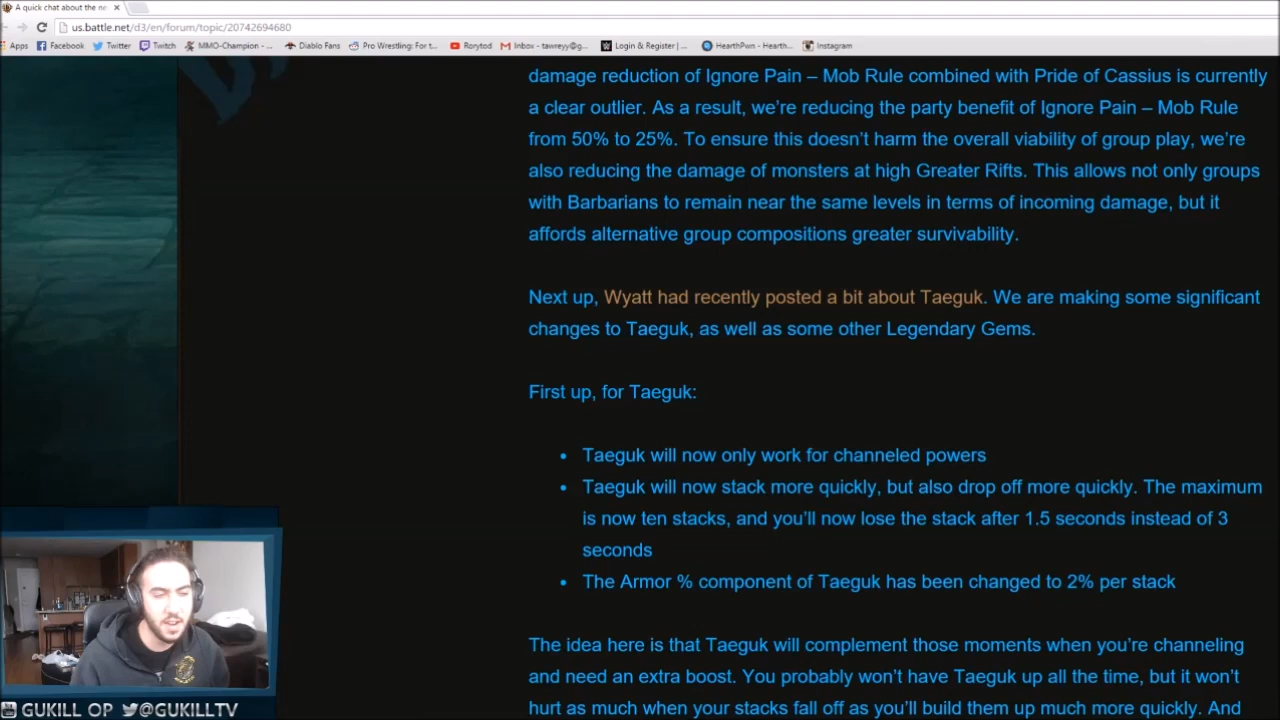 A quick chat about the ne
us.battle.net/d3/en/forum/topic/20742694680
Apps Facebook Twitter Twitch MMO-Champion - ... Diablo Fans Pro Wrestling: For t... Rorytod Inbox - tawreyy@g... Login & Register | ... HearthPwn - Hearth... Instagram
damage reduction of Ignore Pain – Mob Rule combined with Pride of Cassius is currently
a clear outlier. As a result, we’re reducing the party benefit of Ignore Pain – Mob Rule
from 50% to 25%. To ensure this doesn’t harm the overall viability of group play, we’re
also reducing the damage of monsters at high Greater Rifts. This allows not only groups
with Barbarians to remain near the same levels in terms of incoming damage, but it
affords alternative group compositions greater survivability.
Next up, Wyatt had recently posted a bit about Taeguk. We are making some significant
changes to Taeguk, as well as some other Legendary Gems.
First up, for Taeguk:
• Taeguk will now only work for channeled powers
• Taeguk will now stack more quickly, but also drop off more quickly. The maximum
is now ten stacks, and you’ll now lose the stack after 1.5 seconds instead of 3
seconds
• The Armor % component of Taeguk has been changed to 2% per stack
The idea here is that Taeguk will complement those moments when you’re channeling
and need an extra boost. You probably won’t have Taeguk up all the time, but it won’t
hurt as much when your stacks fall off as you’ll build them up much more quickly. And
GUKILL OP @GUKILLTV